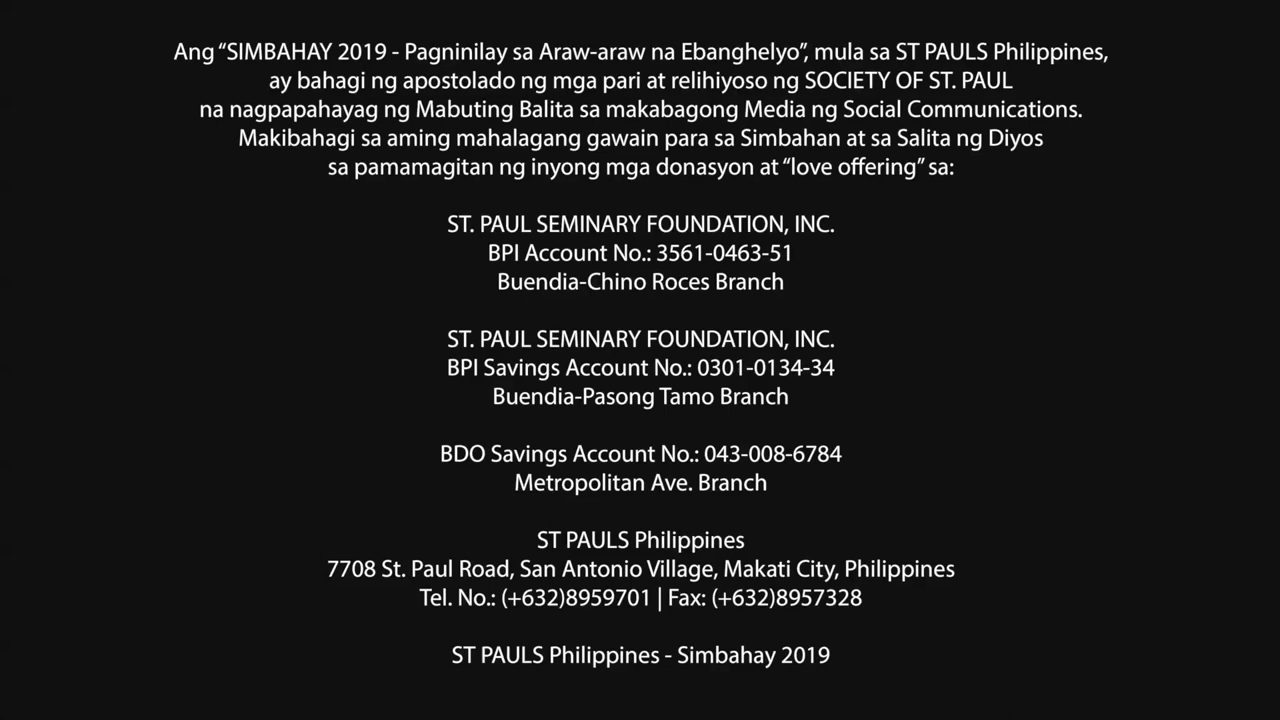 Ang “SIMBAHAY 2019 - Pagninilay sa Araw-araw na Ebanghelyo”, mula sa ST PAULS Philippines,
ay bahagi ng apostolado ng mga pari at relihiyoso ng SOCIETY OF ST. PAUL
na nagpapahayag ng Mabuting Balita sa makabagong Media ng Social Communications.
Makibahagi sa aming mahalagang gawain para sa Simbahan at sa Salita ng Diyos
sa pamamagitan ng inyong mga donasyon at “love offering” sa:
ST. PAUL SEMINARY FOUNDATION, INC.
BPI Account No.: 3561-0463-51
Buendia-Chino Roces Branch
ST. PAUL SEMINARY FOUNDATION, INC.
BPI Savings Account No.: 0301-0134-34
Buendia-Pasong Tamo Branch
BDO Savings Account No.: 043-008-6784
Metropolitan Ave. Branch
ST PAULS Philippines
7708 St. Paul Road, San Antonio Village, Makati City, Philippines
Tel. No.: (+632)8959701 | Fax: (+632)8957328
ST PAULS Philippines - Simbahay 2019